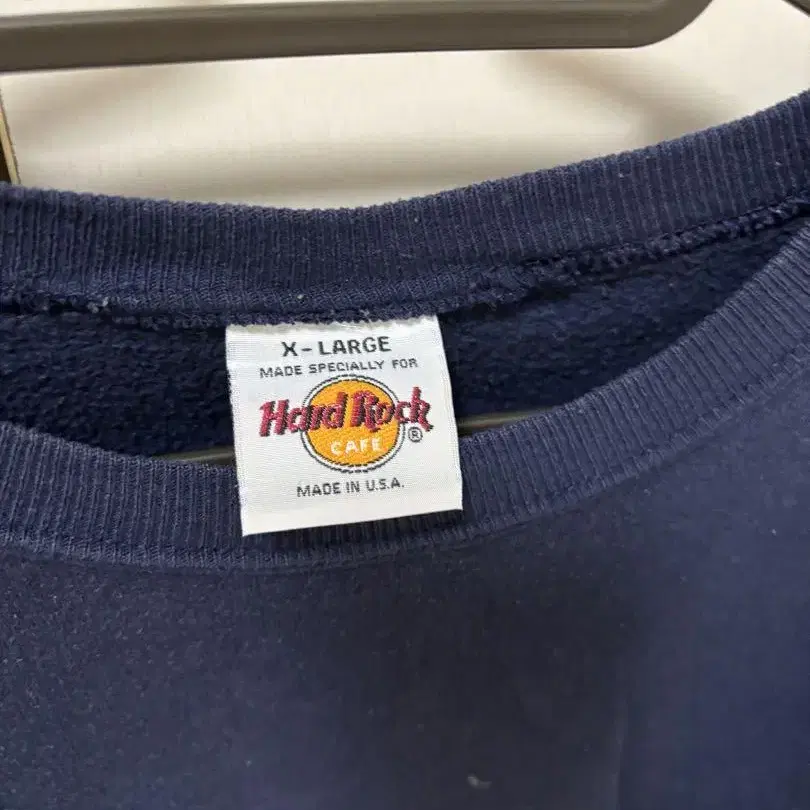 X-LARGE
MADE SPECIALLY FOR
Hard Rock
CAFE ®
MADE IN U.S.A.